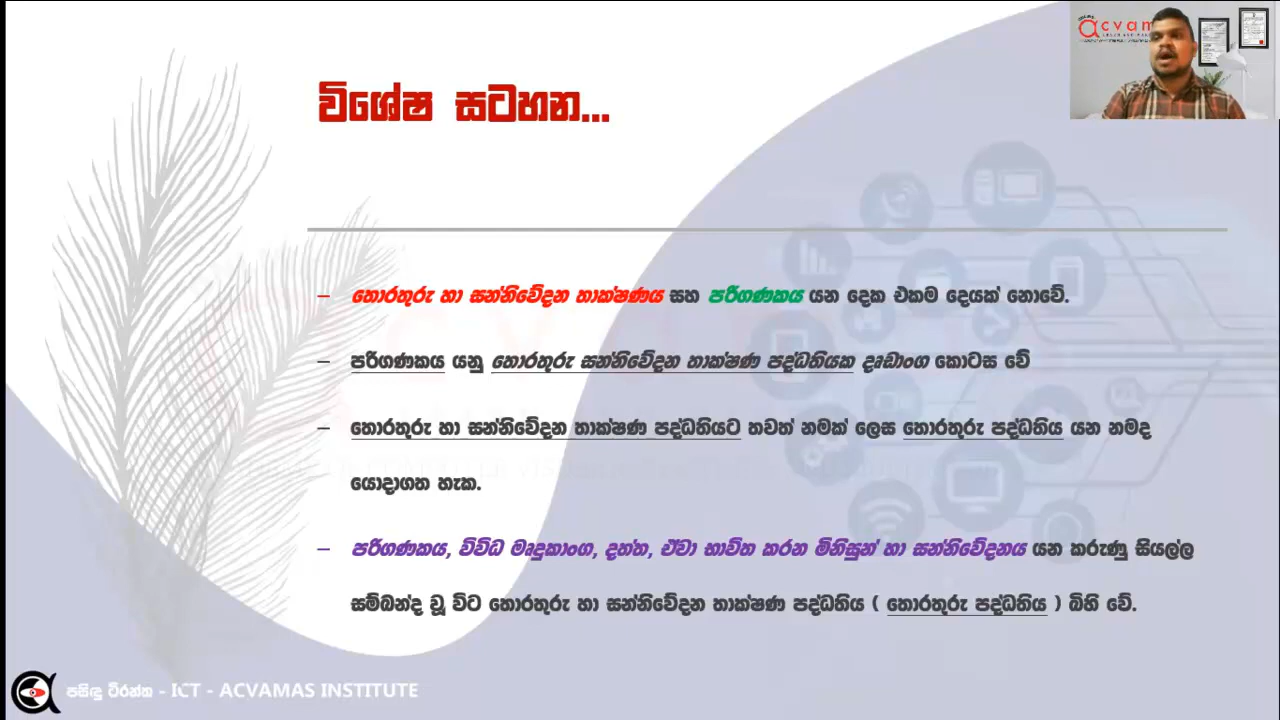 විශේෂ සටහන...
– තොරතුරු හා සන්නිවේදන තාක්ෂණය සහ පරිගණකය යන දෙක එකම දෙයක් නොවේ.
– පරිගණකය යනු තොරතුරු සන්නිවේදන තාක්ෂණ පද්ධතියක දෘඩාංග කොටස වේ
– තොරතුරු හා සන්නිවේදන තාක්ෂණ පද්ධතියට තවත් නමක් ලෙස තොරතුරු පද්ධතිය යන නමද
යොදාගත හැක.
– පරිගණකය, විවිධ මෘදුකාංග, දත්ත, ඒවා භාවිත කරන මිනිසුන් හා සන්නිවේදනය යන කරුණු සියල්ල
සම්බන්ද වූ විට තොරතුරු හා සන්නිවේදන තාක්ෂණ පද්ධතිය ( තොරතුරු පද්ධතිය ) බිහි වේ.
පසිඳු ටිරන්ත - ICT - ACVAMAS INSTITUTE